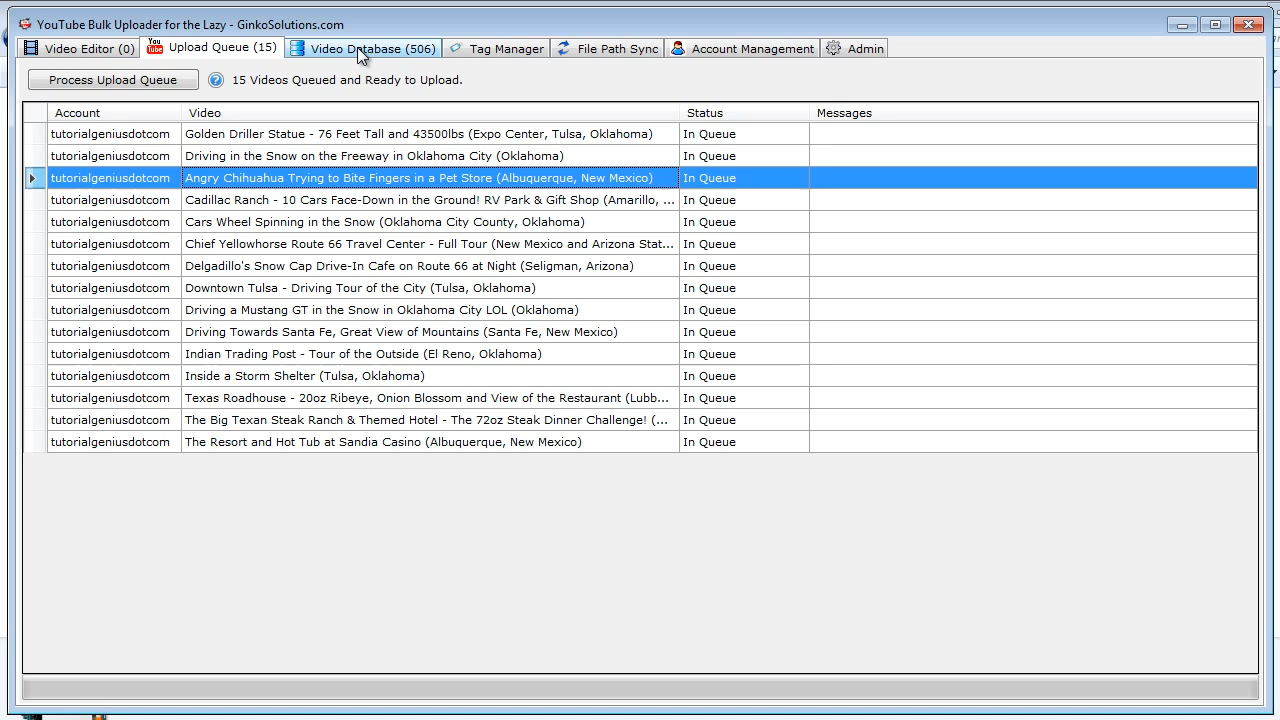 YouTube Bulk Uploader for the Lazy - GinkoSolutions.com
Video Editor (0) You Tube Upload Queue (15) Video Database (506) Tag Manager File Path Sync Account Management Admin
Process Upload Queue ? 15 Videos Queued and Ready to Upload.
Account Video Status Messages
tutorialgeniusdotcom Golden Driller Statue - 76 Feet Tall and 43500lbs (Expo Center, Tulsa, Oklahoma) In Queue
tutorialgeniusdotcom Driving in the Snow on the Freeway in Oklahoma City (Oklahoma) In Queue
tutorialgeniusdotcom Angry Chihuahua Trying to Bite Fingers in a Pet Store (Albuquerque, New Mexico) In Queue
tutorialgeniusdotcom Cadillac Ranch - 10 Cars Face-Down in the Ground! RV Park & Gift Shop (Amarillo, ... In Queue
tutorialgeniusdotcom Cars Wheel Spinning in the Snow (Oklahoma City County, Oklahoma) In Queue
tutorialgeniusdotcom Chief Yellowhorse Route 66 Travel Center - Full Tour (New Mexico and Arizona Stat... In Queue
tutorialgeniusdotcom Delgadillo's Snow Cap Drive-In Cafe on Route 66 at Night (Seligman, Arizona) In Queue
tutorialgeniusdotcom Downtown Tulsa - Driving Tour of the City (Tulsa, Oklahoma) In Queue
tutorialgeniusdotcom Driving a Mustang GT in the Snow in Oklahoma City LOL (Oklahoma) In Queue
tutorialgeniusdotcom Driving Towards Santa Fe, Great View of Mountains (Santa Fe, New Mexico) In Queue
tutorialgeniusdotcom Indian Trading Post - Tour of the Outside (El Reno, Oklahoma) In Queue
tutorialgeniusdotcom Inside a Storm Shelter (Tulsa, Oklahoma) In Queue
tutorialgeniusdotcom Texas Roadhouse - 20oz Ribeye, Onion Blossom and View of the Restaurant (Lubb... In Queue
tutorialgeniusdotcom The Big Texan Steak Ranch & Themed Hotel - The 72oz Steak Dinner Challenge! (... In Queue
tutorialgeniusdotcom The Resort and Hot Tub at Sandia Casino (Albuquerque, New Mexico) In Queue